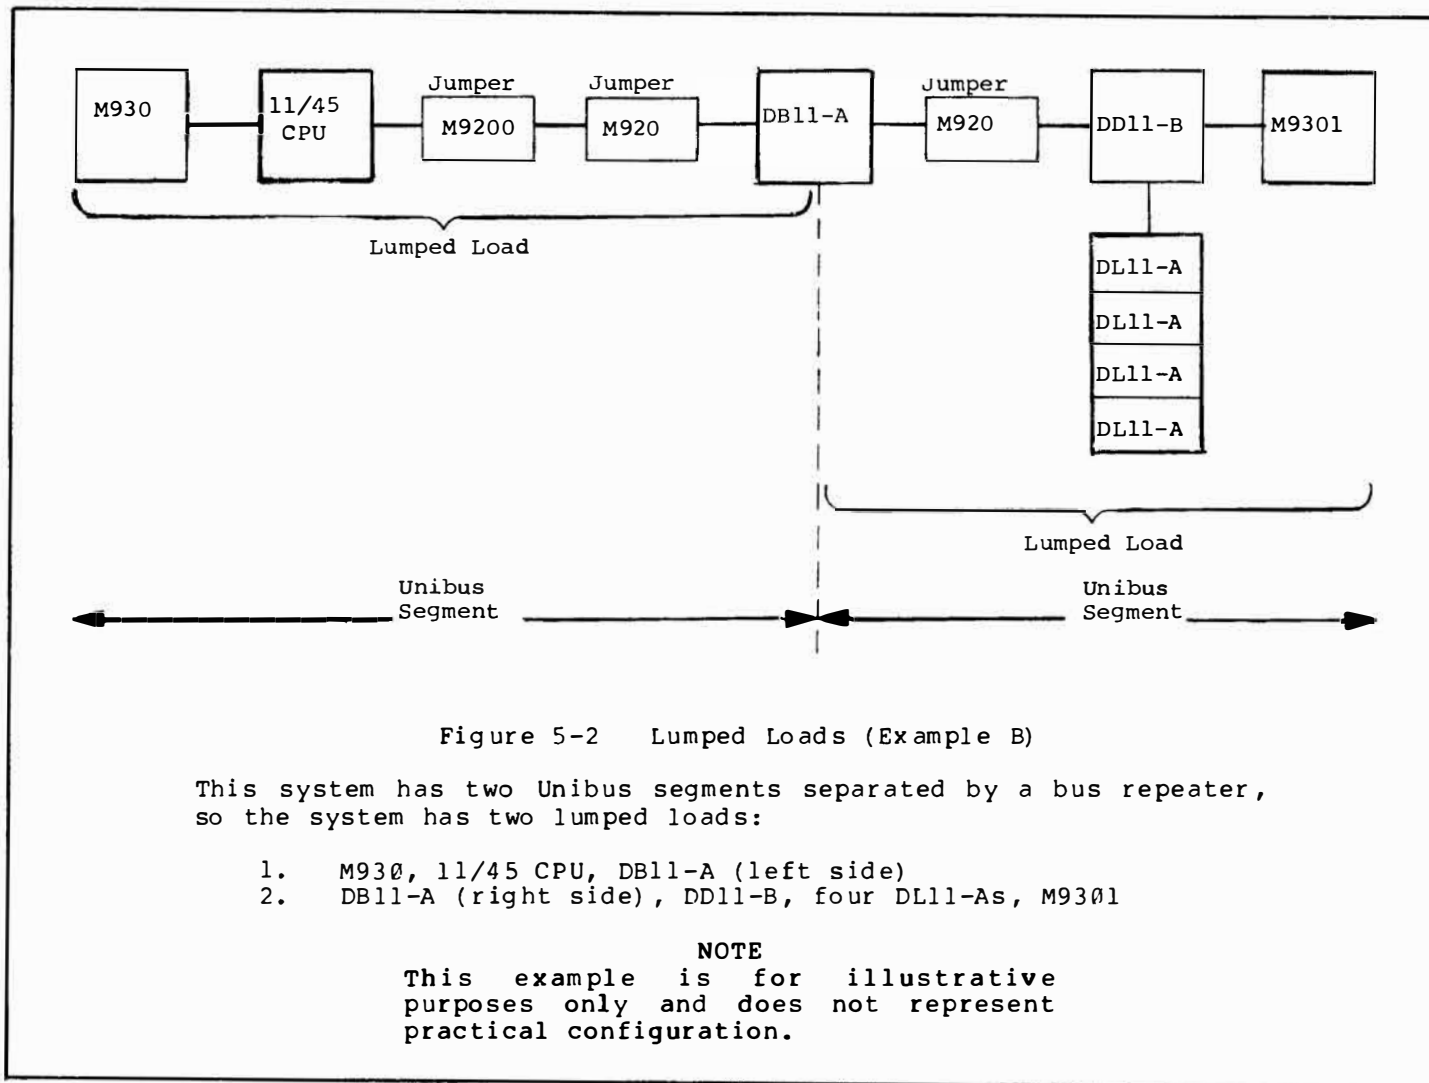 M930
11/45
CPU
Jumper
M9200
Jumper
M920
DB11-A
Jumper
M920
DD11-B
M9301
Lumped Load
DL11-A
DL11-A
DL11-A
DL11-A
Lumped Load
Unibus
Segment
Unibus
Segment
Figure 5-2 Lumped Loads (Example B)
This system has two Unibus segments separated by a bus repeater,
so the system has two lumped loads:
1. M930, 11/45 CPU, DB11-A (left side)
2. DB11-A (right side), DD11-B, four DL11-As, M9301
NOTE
This example is for illustrative
purposes only and does not represent
practical configuration.